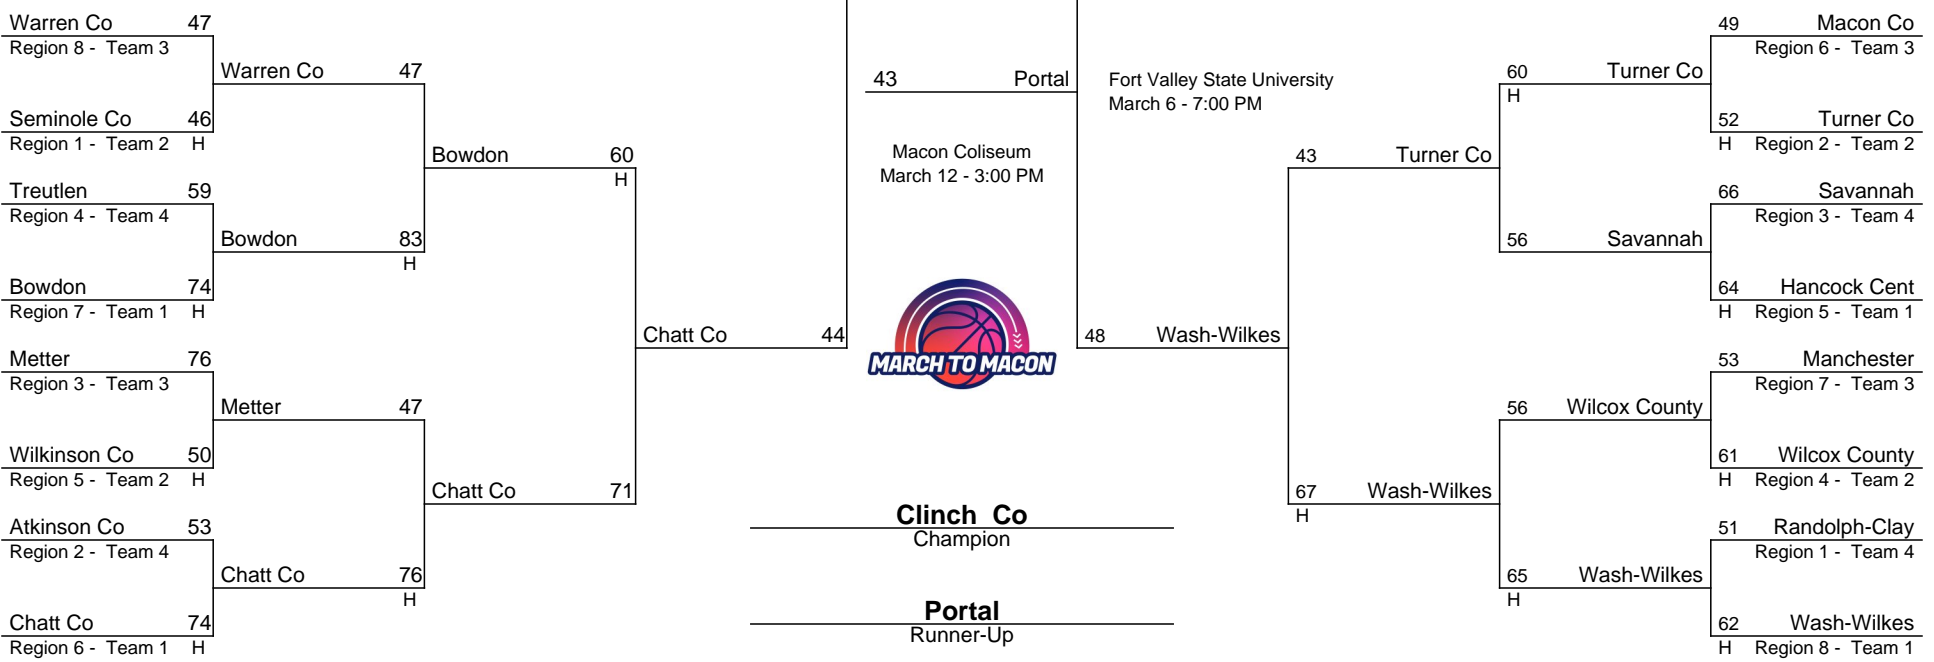 Warren Co 47
Region 8 - Team 3
Warren Co 47
Seminole Co 46
Region 1 - Team 2 H
Bowdon 60
H
Treutlen 59
Region 4 - Team 4
Bowdon 83
H
Bowdon 74
Region 7 - Team 1 H
Chatt Co 44
Metter 76
Region 3 - Team 3
Metter 47
Wilkinson Co 50
Region 5 - Team 2 H
Chatt Co 71
Atkinson Co 53
Region 2 - Team 4
Chatt Co 76
H
Chatt Co 74
Region 6 - Team 1 H
43 Portal
Macon Coliseum
March 12 - 3:00 PM
MARCH TO MACON
Clinch Co
Champion
Portal
Runner-Up
Fort Valley State University
March 6 - 7:00 PM
49 Macon Co
Region 6 - Team 3
60 Turner Co
H
52 Turner Co
H Region 2 - Team 2
43 Turner Co
66 Savannah
Region 3 - Team 4
56 Savannah
64 Hancock Cent
H Region 5 - Team 1
48 Wash-Wilkes
53 Manchester
Region 7 - Team 3
56 Wilcox County
61 Wilcox County
H Region 4 - Team 2
67 Wash-Wilkes
H
51 Randolph-Clay
Region 1 - Team 4
65 Wash-Wilkes
H
62 Wash-Wilkes
H Region 8 - Team 1